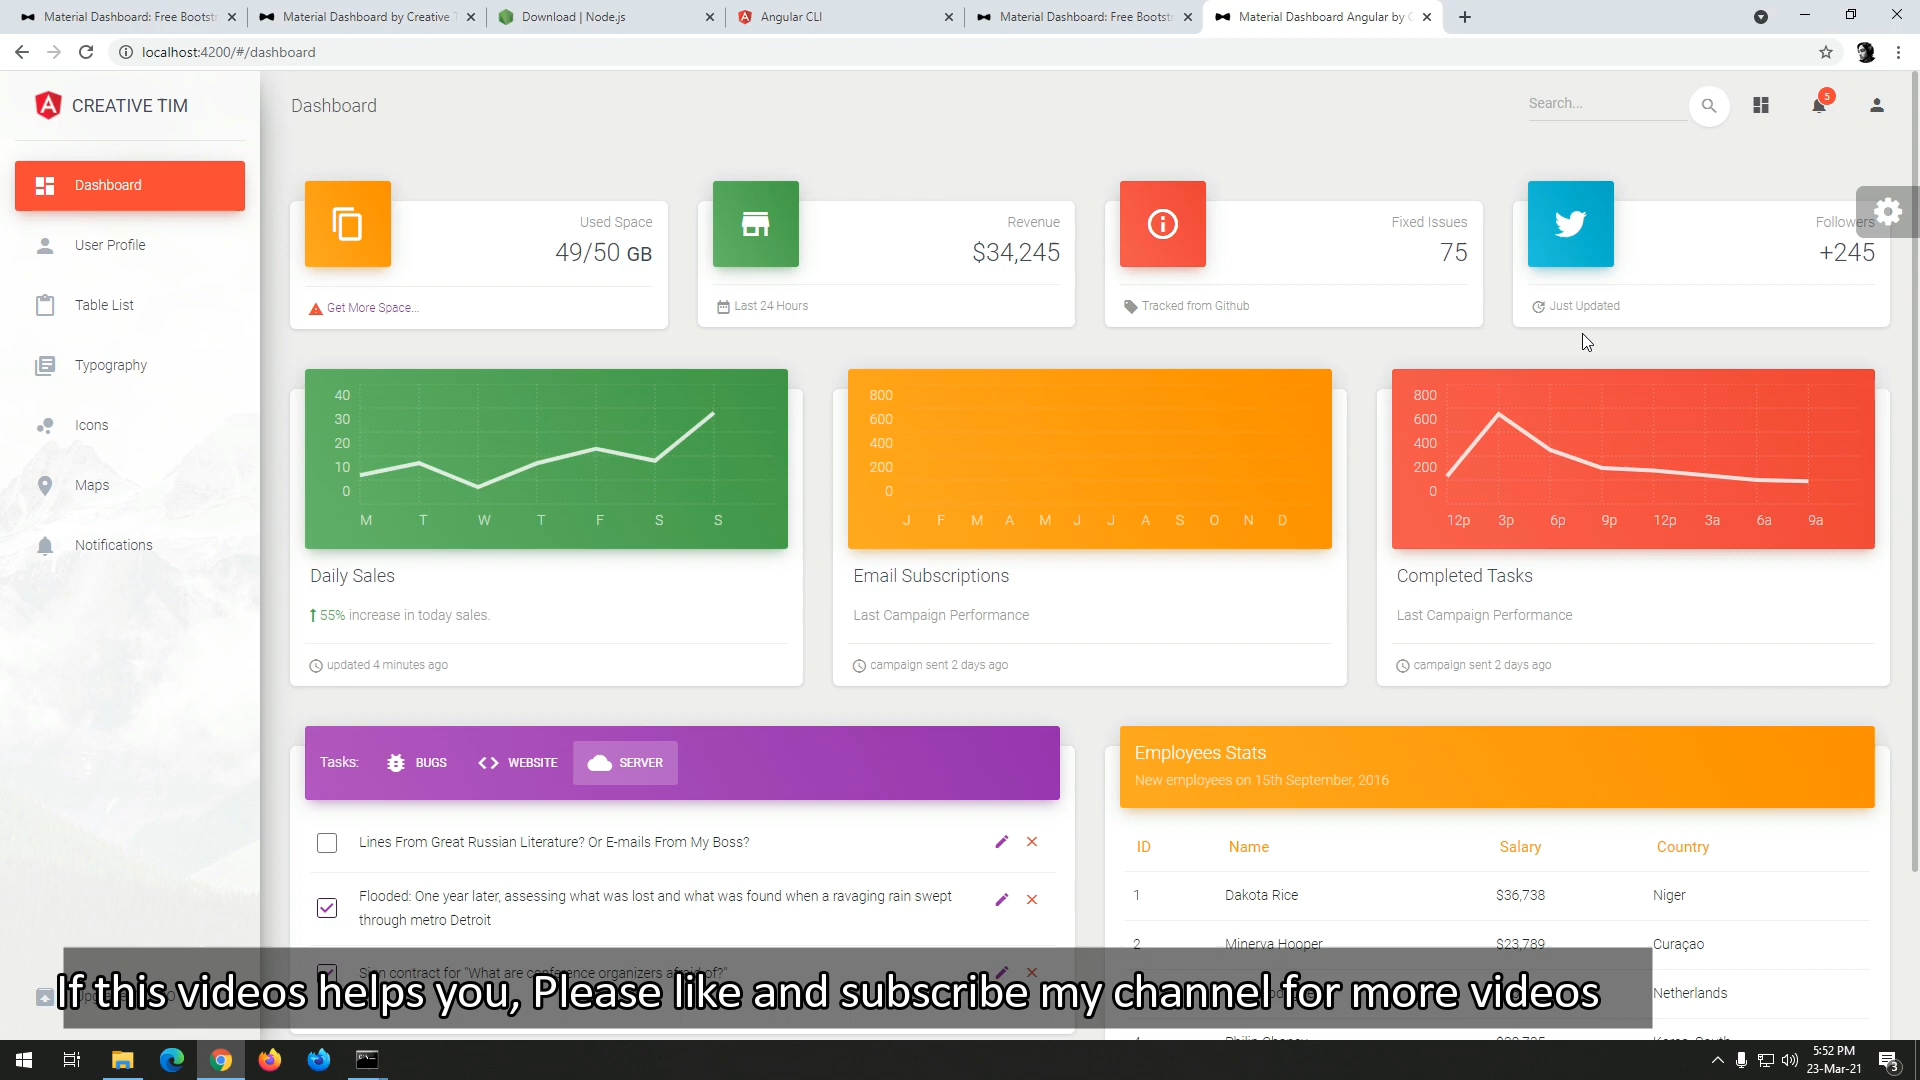 Material Dashboard: Free Bootst
Material Dashboard by Creative T
Download | Node.js
Angular CLI
Material Dashboard: Free Bootst
Material Dashboard Angular by C
localhost:4200/#/dashboard
CREATIVE TIM
Dashboard
Search...
5
Dashboard
User Profile
Table List
Typography
Icons
Maps
Notifications
Used Space
49/50 GB
Get More Space...
Revenue
$34,245
Last 24 Hours
Fixed Issues
75
Tracked from Github
Followers
+245
Just Updated
40
30
20
10
0
M T W T F S S
Daily Sales
55% increase in today sales.
updated 4 minutes ago
800
600
400
200
0
J F M A M J J A S O N D
Email Subscriptions
Last Campaign Performance
campaign sent 2 days ago
800
600
400
200
0
12p 3p 6p 9p 12p 3a 6a 9a
Completed Tasks
Last Campaign Performance
campaign sent 2 days ago
Tasks: BUGS WEBSITE SERVER
Lines From Great Russian Literature? Or E-mails From My Boss?
Flooded: One year later, assessing what was lost and what was found when a ravaging rain swept
through metro Detroit
Sign contract for "What are conference organizers afraid of?"
Employees Stats
New employees on 15th September, 2016
ID Name Salary Country
1 Dakota Rice $36,738 Niger
2 Minerva Hooper $23,789 Curaçao
Netherlands
If this videos helps you, Please like and subscribe my channel for more videos
5:52 PM
23-Mar-21
3